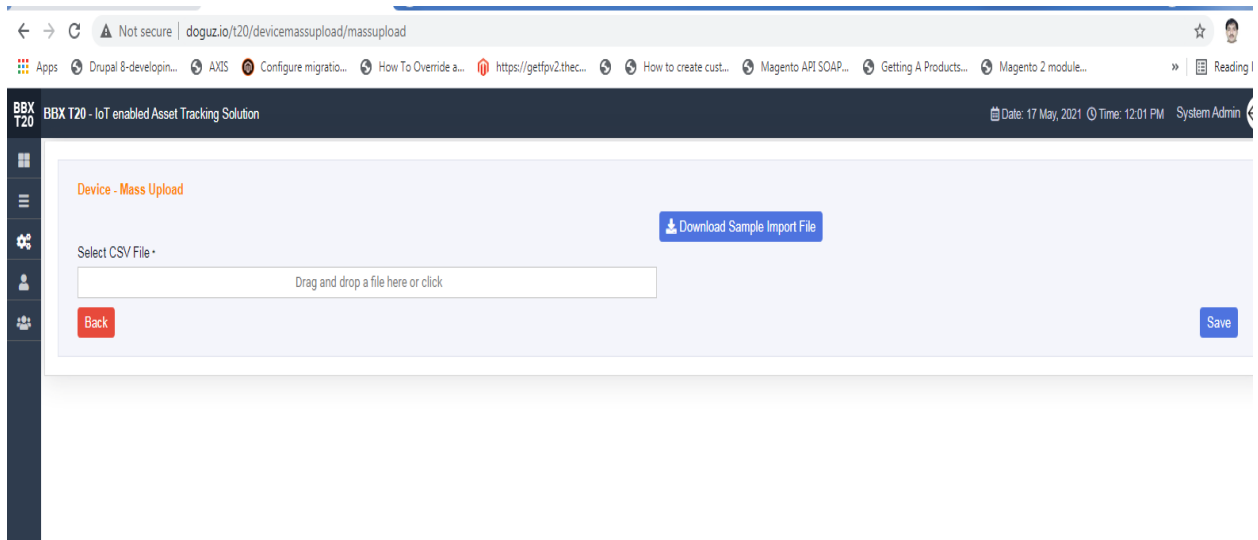 Not secure | doguz.io/t20/devicemassupload/massupload
Apps Drupal 8-developin... AXIS Configure migratio... How To Override a... https://getfpv2.thec... How to create cust... Magento API SOAP... Getting A Products... Magento 2 module... » Reading
BBX T20 BBX T20 - IoT enabled Asset Tracking Solution Date: 17 May, 2021 Time: 12:01 PM System Admin
Device - Mass Upload
Download Sample Import File
Select CSV File *
Drag and drop a file here or click
Back Save